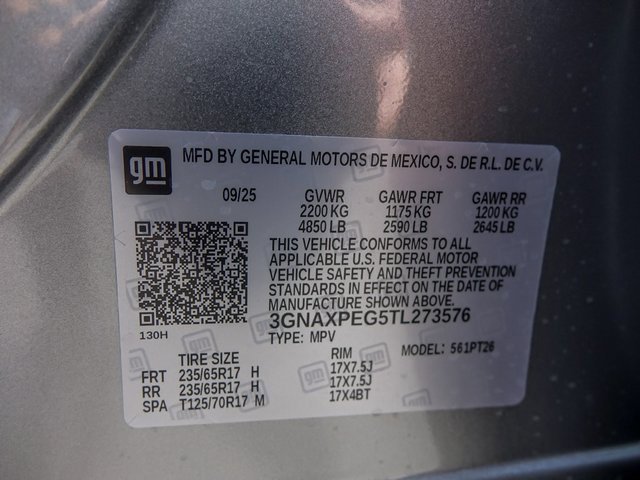 gm MFD BY GENERAL MOTORS DE MEXICO, S. DE R.L. DE C.V.
09/25 GVWR GAWR FRT GAWR RR
2200 KG 1175 KG 1200 KG
4850 LB 2590 LB 2645 LB
THIS VEHICLE CONFORMS TO ALL
APPLICABLE U.S. FEDERAL MOTOR
VEHICLE SAFETY AND THEFT PREVENTION
STANDARDS IN EFFECT ON THE DATE OF
MANUFACTURE SHOWN ABOVE.
3GNAXPEG5TL273576
130H
TYPE: MPV MODEL: 561PT26
TIRE SIZE RIM
FRT 235/65R17 H 17X7.5J
RR 235/65R17 H 17X7.5J
SPA T125/70R17 M 17X4BT